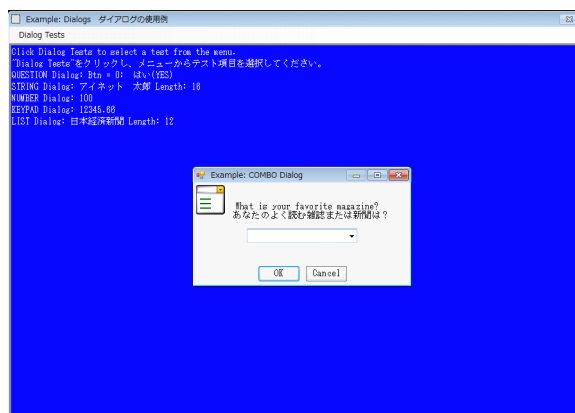 Example: Dialogs ダイアログの使用例
Dialog Tests
Click Dialog Tests to select a test from the menu.
"Dialog Tests"をクリックし、メニューからテスト項目を選択してください。
QUESTION Dialog: Btn = 0: はい(YES)
STRING Dialog: アイネット 太郎 Length: 16
NUMBER Dialog: 100
KEYPAD Dialog: 12345.66
LIST Dialog: 日本経済新聞 Length: 12
Example: COMBO Dialog
What is your favorite magazine?
あなたのよく読む雑誌または新聞は？
OK Cancel